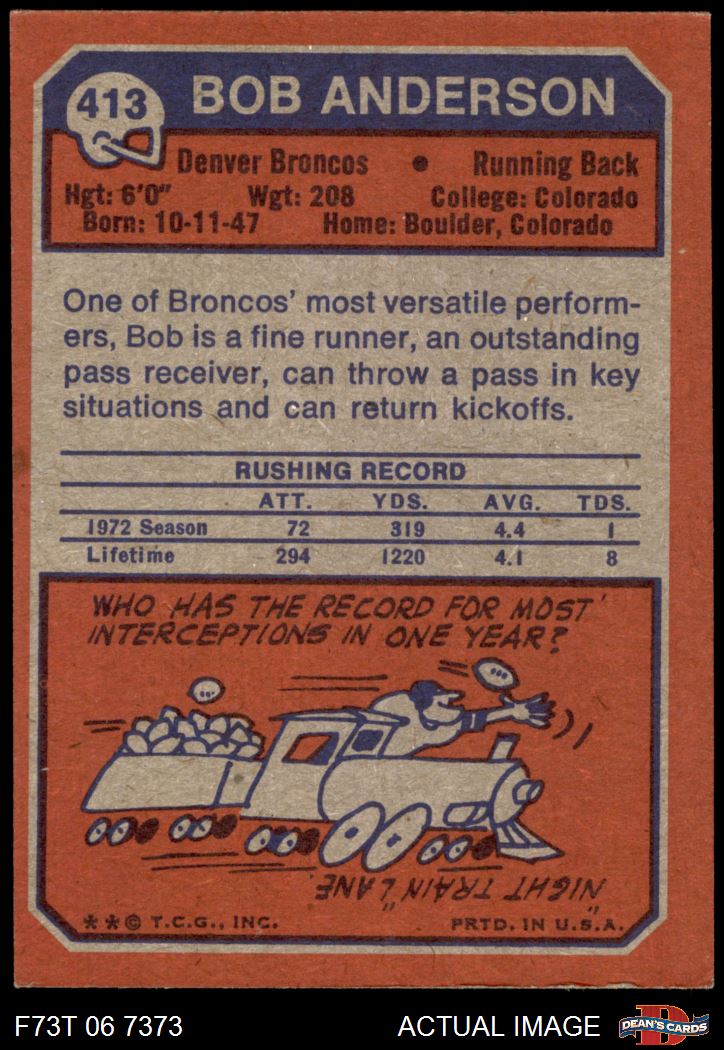 413
BOB ANDERSON
Denver Broncos • Running Back
Hgt: 6'0" Wgt: 208 College: Colorado
Born: 10-11-47 Home: Boulder, Colorado
One of Broncos' most versatile perform-
ers, Bob is a fine runner, an outstanding
pass receiver, can throw a pass in key
situations and can return kickoffs.
RUSHING RECORD
ATT. YDS. AVG. TDS.
1972 Season 72 319 4.4 1
Lifetime 294 1220 4.1 8
WHO HAS THE RECORD FOR MOST
INTERCEPTIONS IN ONE YEAR?
"NIGHT TRAIN" LANE
* * © T.C.G., INC. PRTD. IN U.S.A.
F73T 06 7373 ACTUAL IMAGE D DEAN'S CARDS